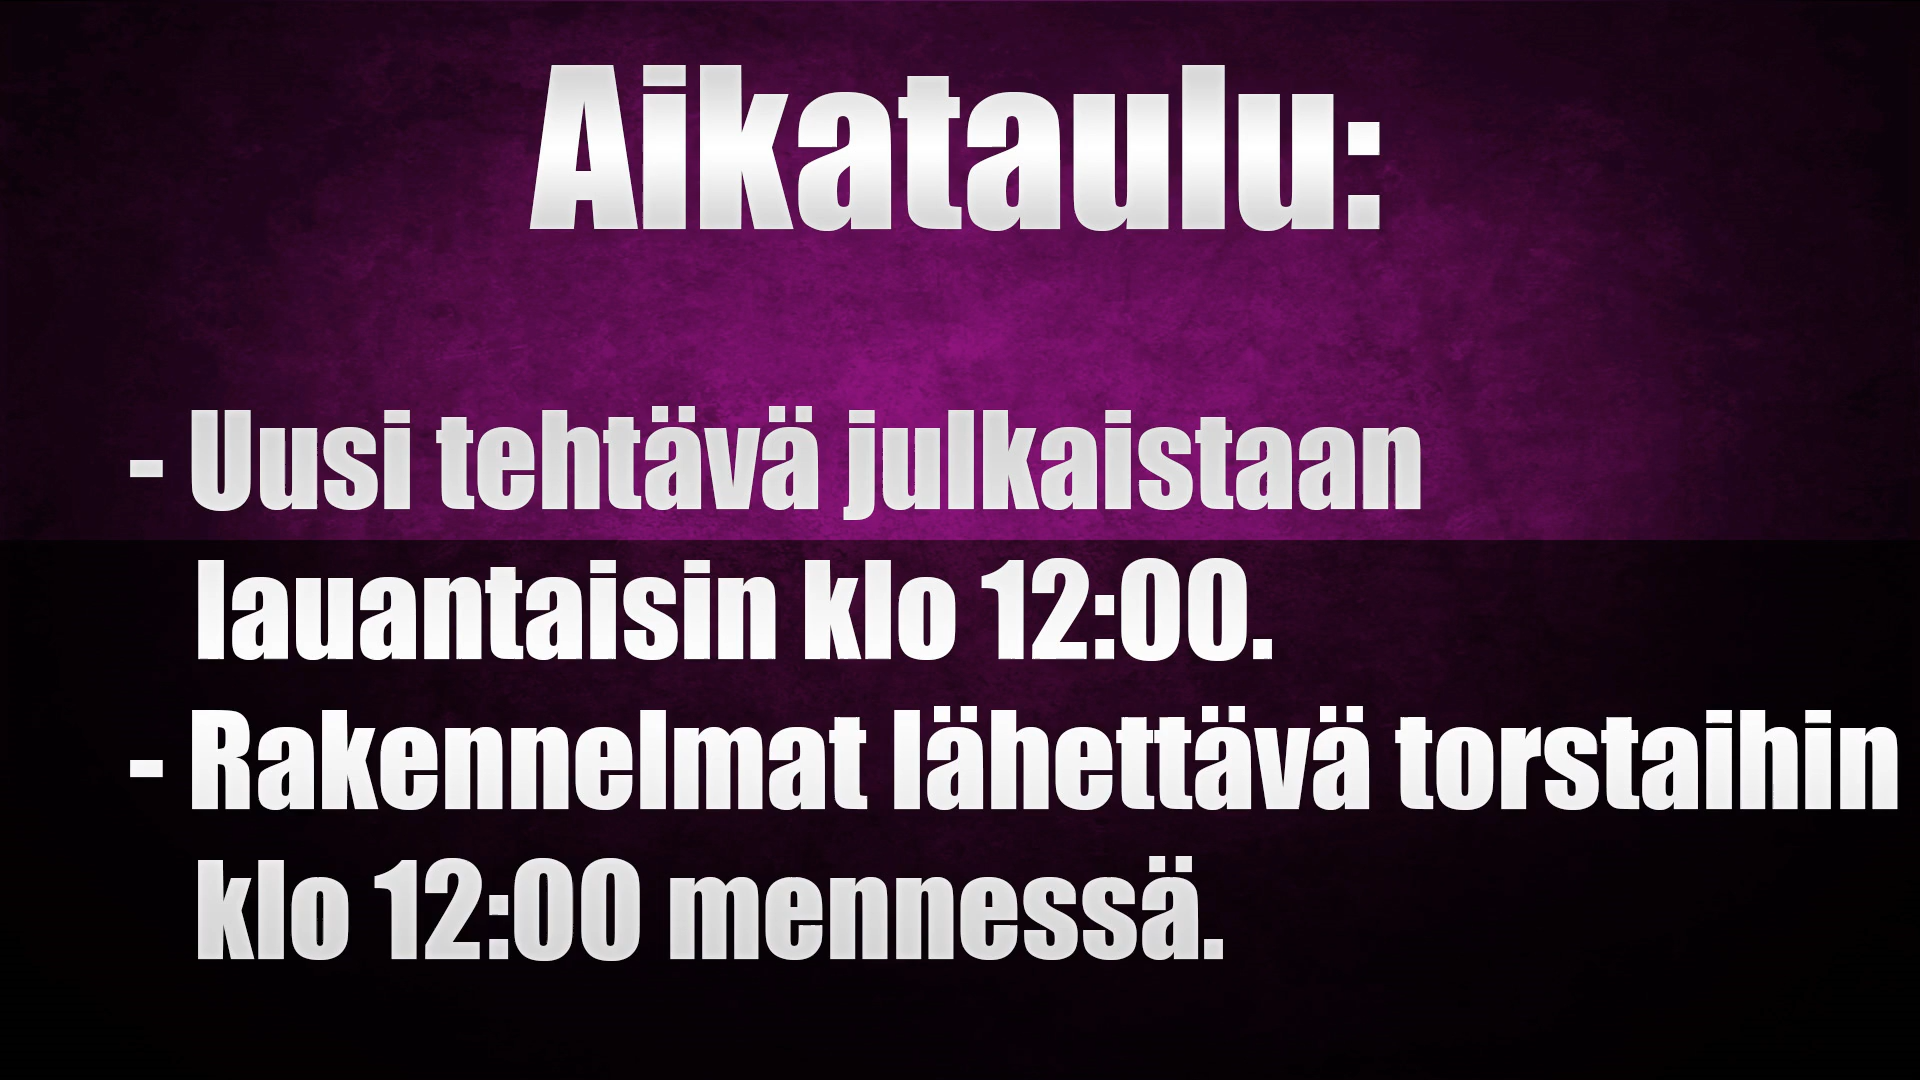 Aikataulu:
- Uusi tehtävä julkaistaan
lauantaisin klo 12:00.
- Rakennelmat lähettävä torstaihin
klo 12:00 mennessä.